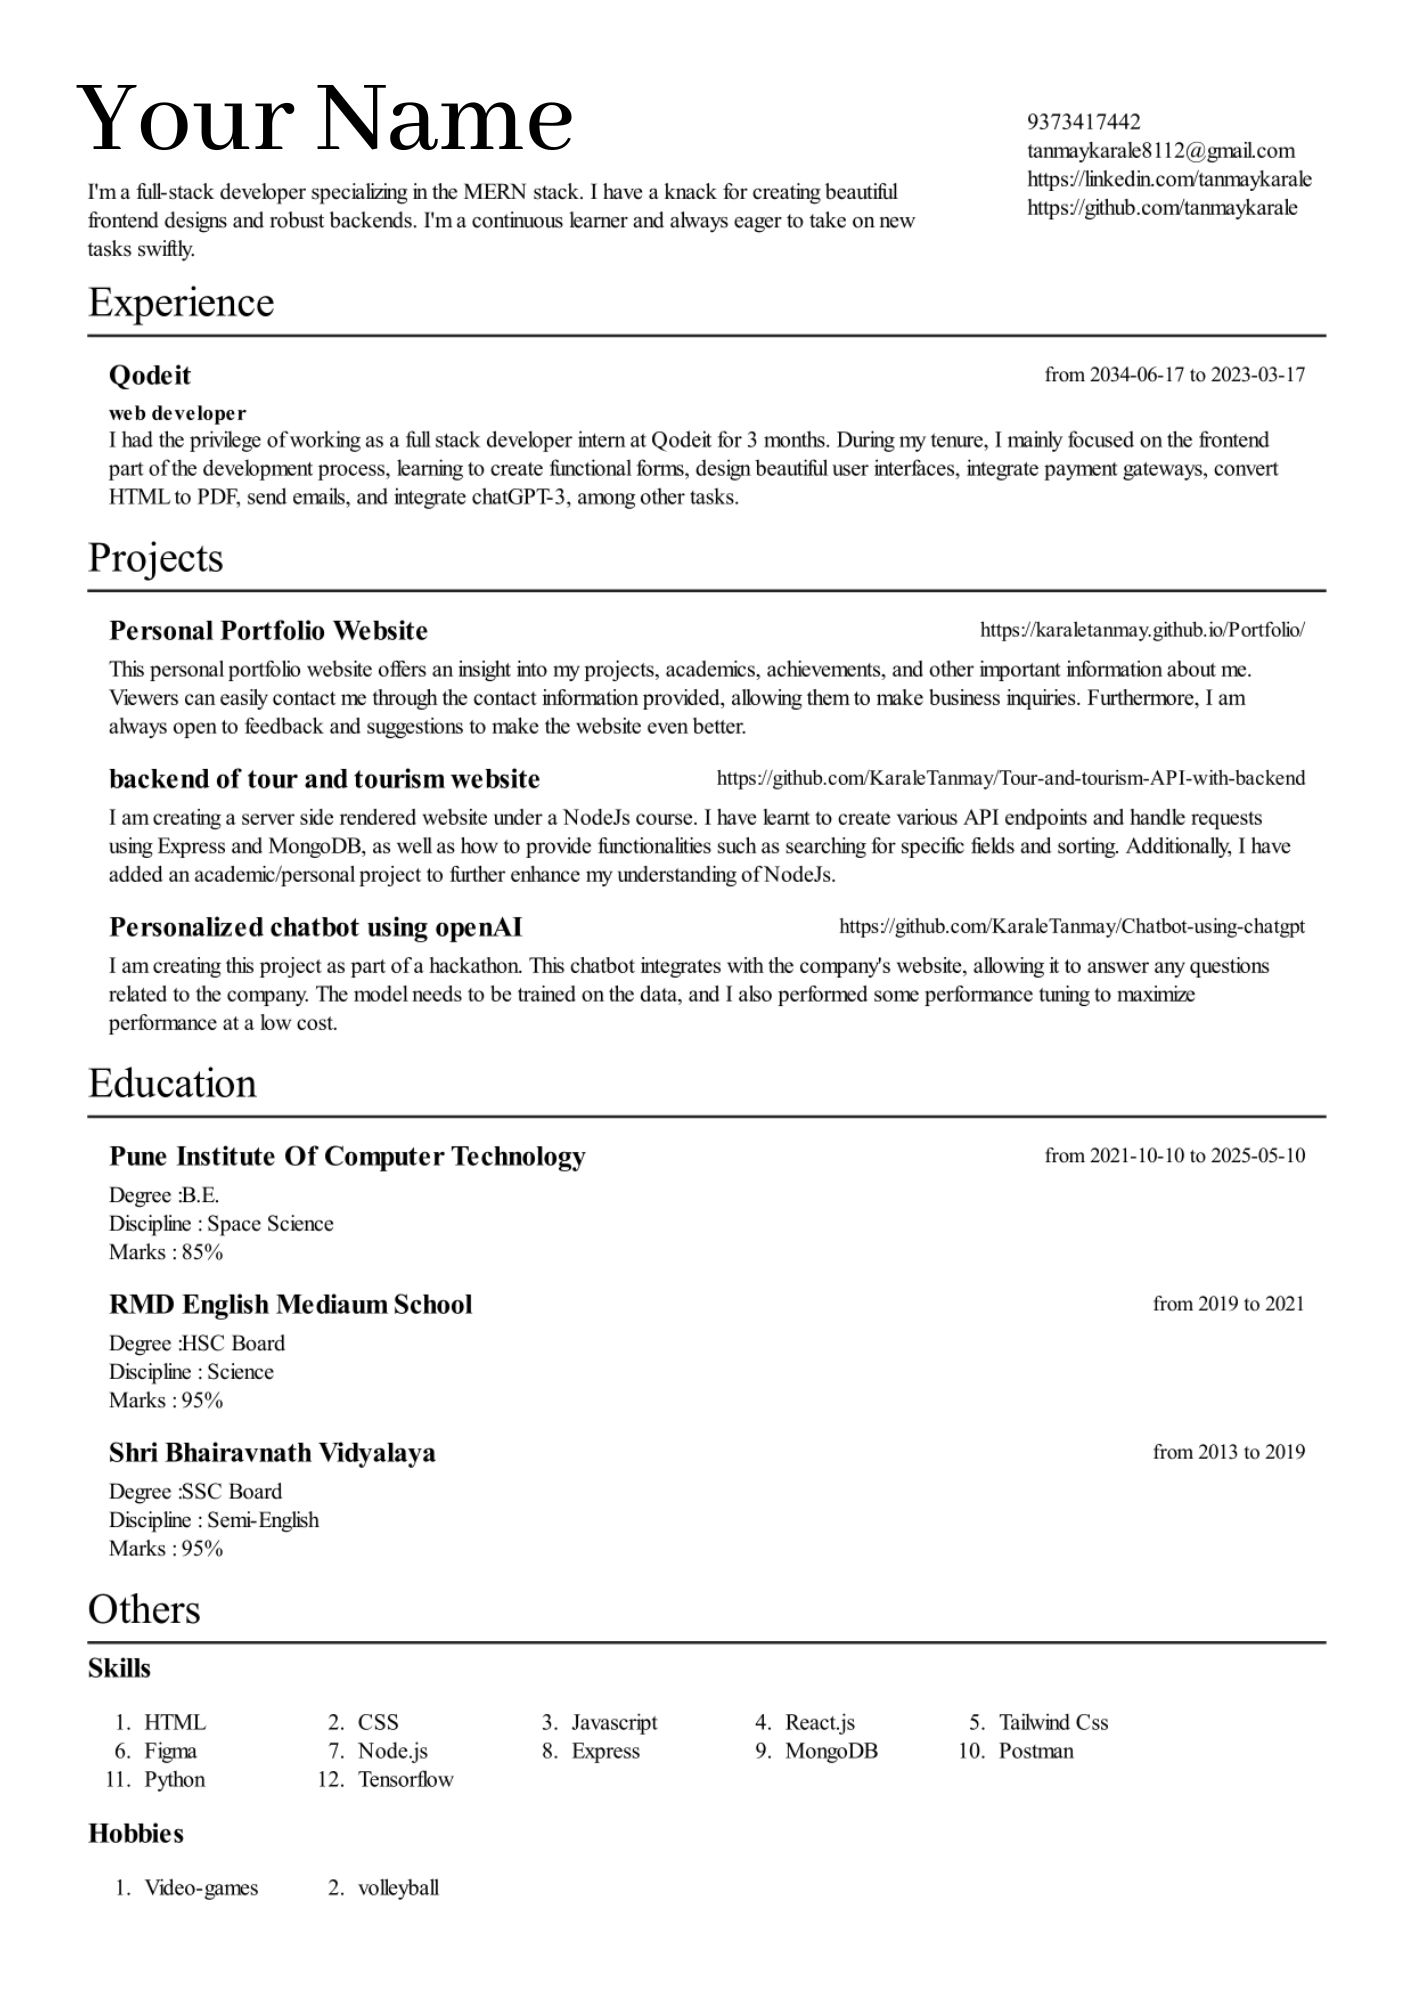 Your Name
9373417442
tanmaykarale8112@gmail.com
https://linkedin.com/tanmaykarale
https://github.com/tanmaykarale
I'm a full-stack developer specializing in the MERN stack. I have a knack for creating beautiful
frontend designs and robust backends. I'm a continuous learner and always eager to take on new
tasks swiftly.
Experience
Qodeit from 2034-06-17 to 2023-03-17
web developer
I had the privilege of working as a full stack developer intern at Qodeit for 3 months. During my tenure, I mainly focused on the frontend
part of the development process, learning to create functional forms, design beautiful user interfaces, integrate payment gateways, convert
HTML to PDF, send emails, and integrate chatGPT-3, among other tasks.
Projects
Personal Portfolio Website https://karaletanmay.github.io/Portfolio/
This personal portfolio website offers an insight into my projects, academics, achievements, and other important information about me.
Viewers can easily contact me through the contact information provided, allowing them to make business inquiries. Furthermore, I am
always open to feedback and suggestions to make the website even better.
backend of tour and tourism website https://github.com/KaraleTanmay/Tour-and-tourism-API-with-backend
I am creating a server side rendered website under a NodeJs course. I have learnt to create various API endpoints and handle requests
using Express and MongoDB, as well as how to provide functionalities such as searching for specific fields and sorting. Additionally, I have
added an academic/personal project to further enhance my understanding of NodeJs.
Personalized chatbot using openAI https://github.com/KaraleTanmay/Chatbot-using-chatgpt
I am creating this project as part of a hackathon. This chatbot integrates with the company's website, allowing it to answer any questions
related to the company. The model needs to be trained on the data, and I also performed some performance tuning to maximize
performance at a low cost.
Education
Pune Institute Of Computer Technology from 2021-10-10 to 2025-05-10
Degree :B.E.
Discipline : Space Science
Marks : 85%
RMD English Mediaum School from 2019 to 2021
Degree :HSC Board
Discipline : Science
Marks : 95%
Shri Bhairavnath Vidyalaya from 2013 to 2019
Degree :SSC Board
Discipline : Semi-English
Marks : 95%
Others
Skills
1. HTML 2. CSS 3. Javascript 4. React.js 5. Tailwind Css
6. Figma 7. Node.js 8. Express 9. MongoDB 10. Postman
11. Python 12. Tensorflow
Hobbies
1. Video-games 2. volleyball